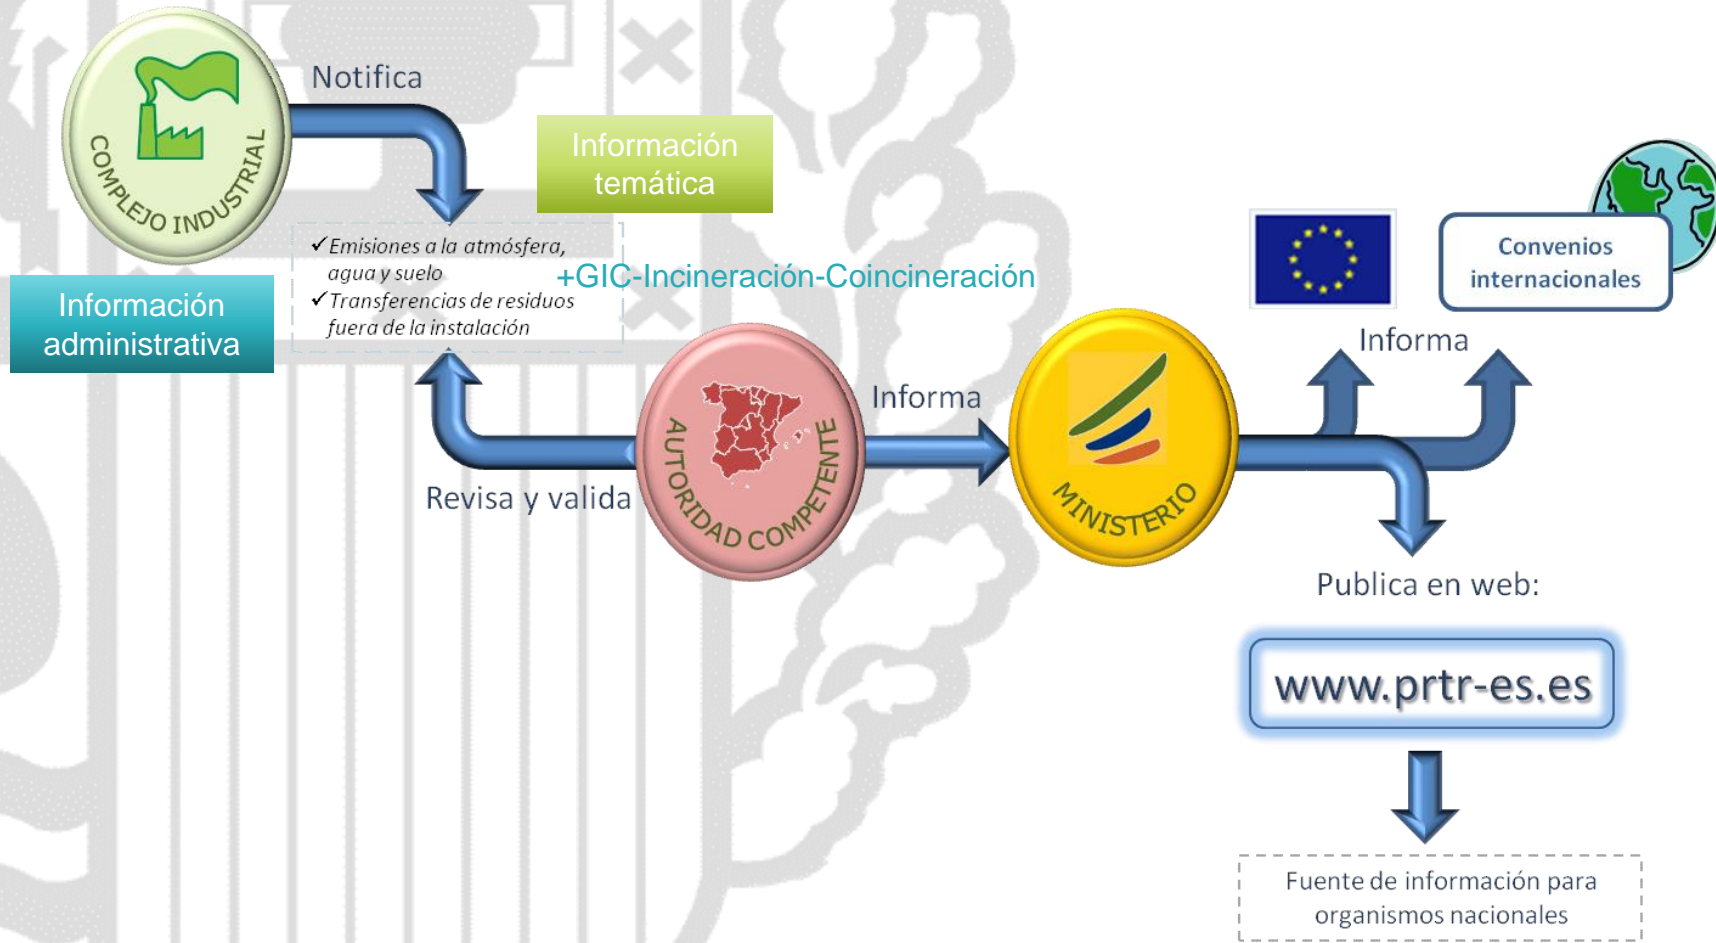 Notifica
COMPLEJO INDUSTRIAL
Información
temática
Información
administrativa
✓Emisiones a la atmósfera,
agua y suelo
✓Transferencias de residuos
fuera de la instalación
+GIC-Incineración-Coincineración
Convenios
internacionales
Informa
Revisa y valida
AUTORIDAD COMPETENTE
Informa
MINISTERIO
Publica en web:
www.prtr-es.es
Fuente de información para
organismos nacionales